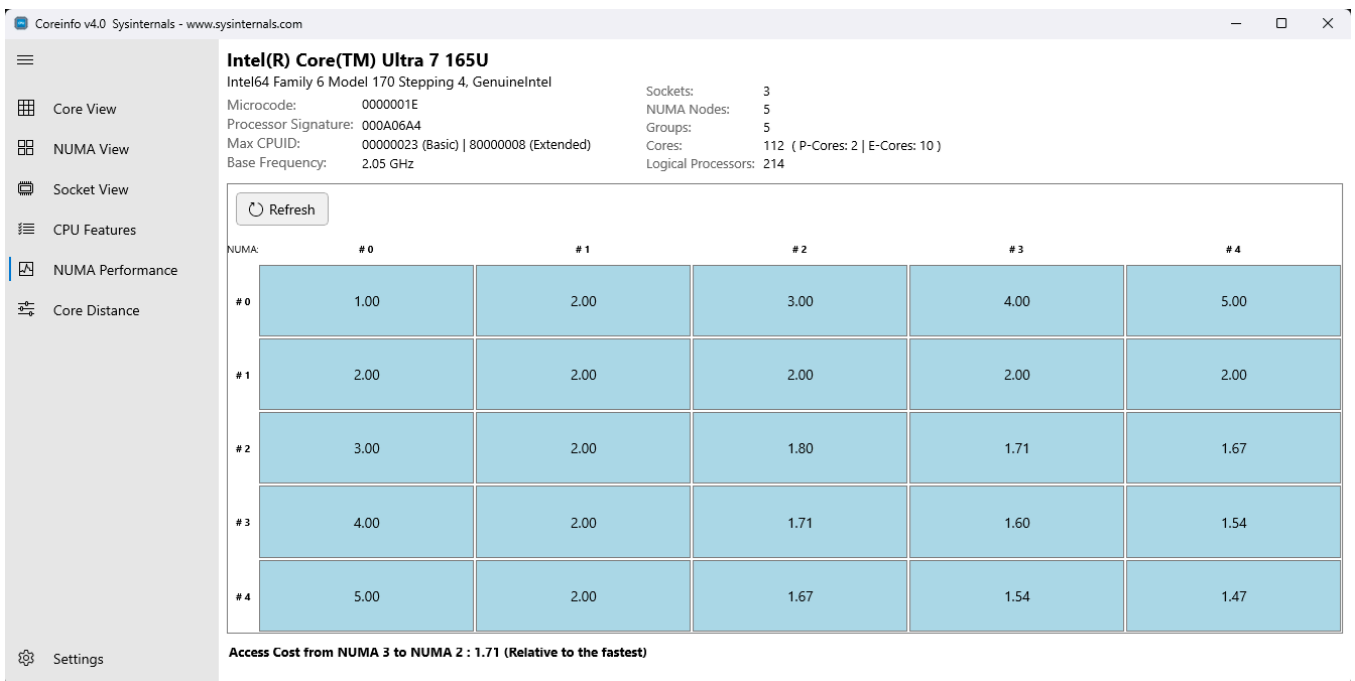 Coreinfo v4.0 Sysinternals - www.sysinternals.com
Core View
NUMA View
Socket View
CPU Features
NUMA Performance
Core Distance
Settings
Intel(R) Core(TM) Ultra 7 165U
Intel64 Family 6 Model 170 Stepping 4, GenuineIntel
Microcode: 0000001E
Processor Signature: 000A06A4
Max CPUID: 00000023 (Basic) | 80000008 (Extended)
Base Frequency: 2.05 GHz
Sockets: 3
NUMA Nodes: 5
Groups: 5
Cores: 112 ( P-Cores: 2 | E-Cores: 10 )
Logical Processors: 214
Refresh
NUMA: # 0 # 1 # 2 # 3 # 4
# 0 1.00 2.00 3.00 4.00 5.00
# 1 2.00 2.00 2.00 2.00 2.00
# 2 3.00 2.00 1.80 1.71 1.67
# 3 4.00 2.00 1.71 1.60 1.54
# 4 5.00 2.00 1.67 1.54 1.47
Access Cost from NUMA 3 to NUMA 2 : 1.71 (Relative to the fastest)